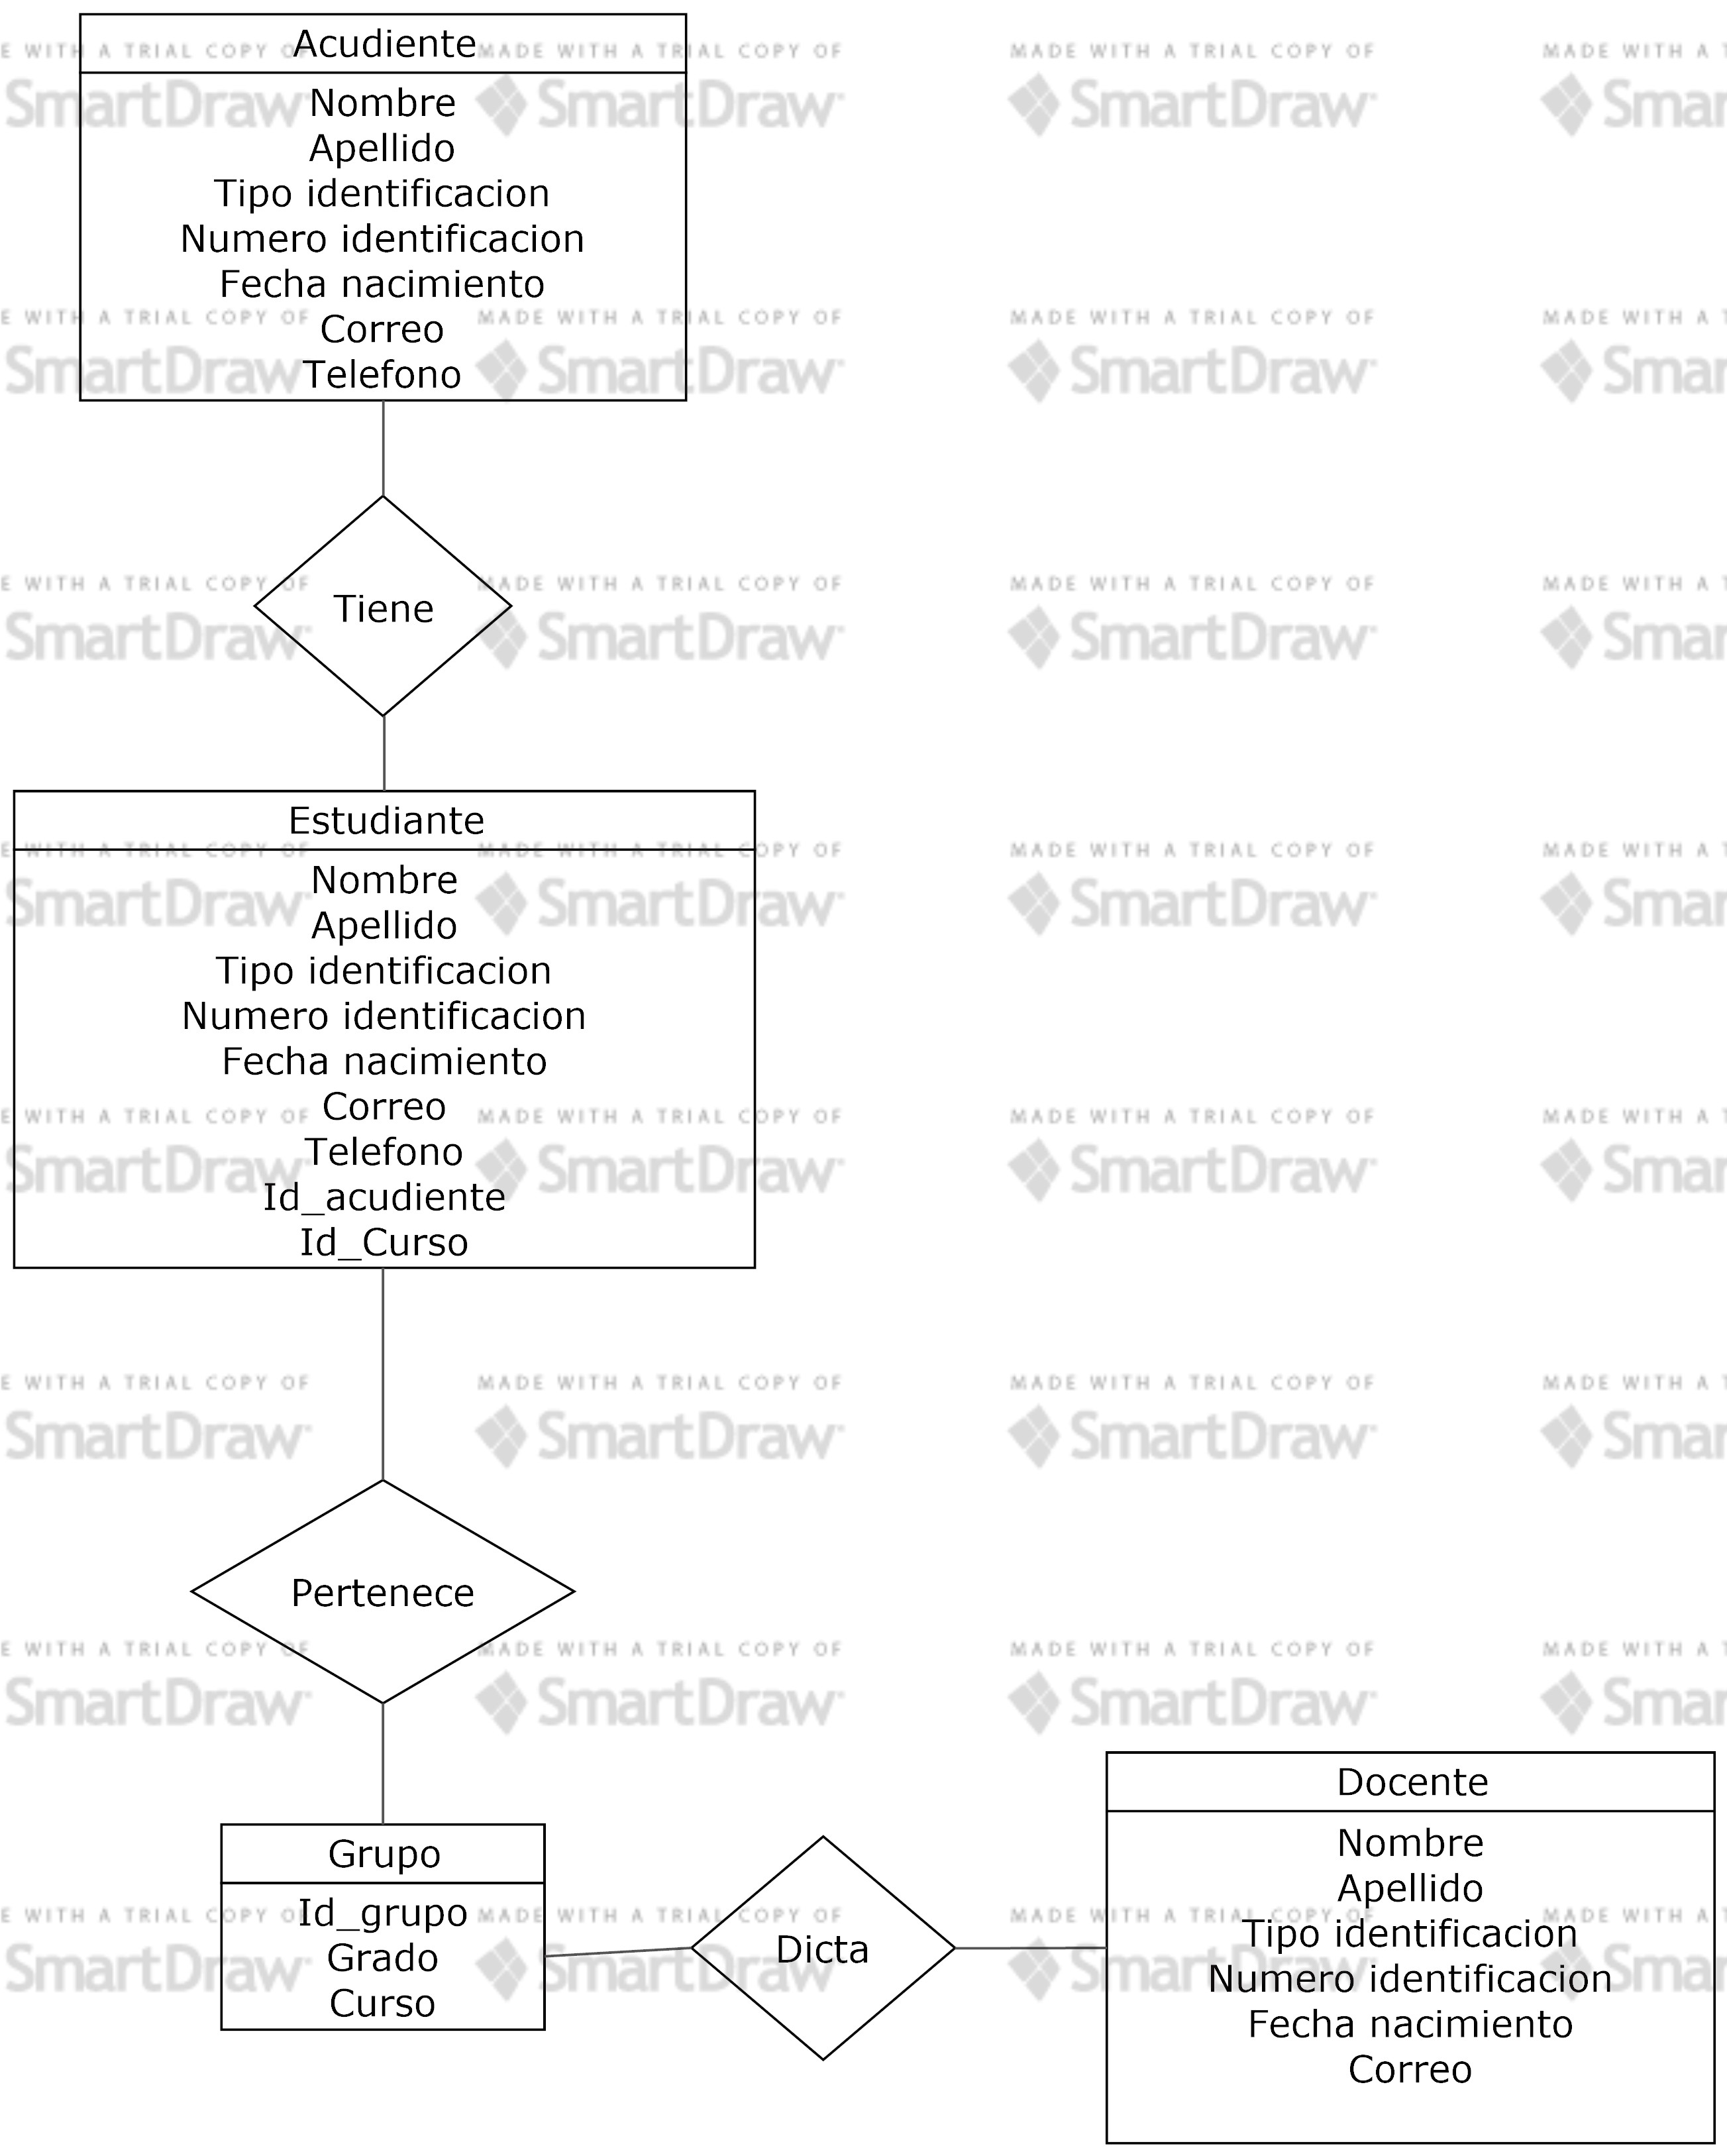 Acudiente
Nombre
Apellido
Tipo identificacion
Numero identificacion
Fecha nacimiento
Correo
Telefono
Tiene
Estudiante
Nombre
Apellido
Tipo identificacion
Numero identificacion
Fecha nacimiento
Correo
Telefono
Id_acudiente
Id_Curso
Pertenece
Grupo
Id_grupo
Grado
Curso
Dicta
Docente
Nombre
Apellido
Tipo identificacion
Numero identificacion
Fecha nacimiento
Correo
MADE WITH A TRIAL COPY OF
SmartDraw